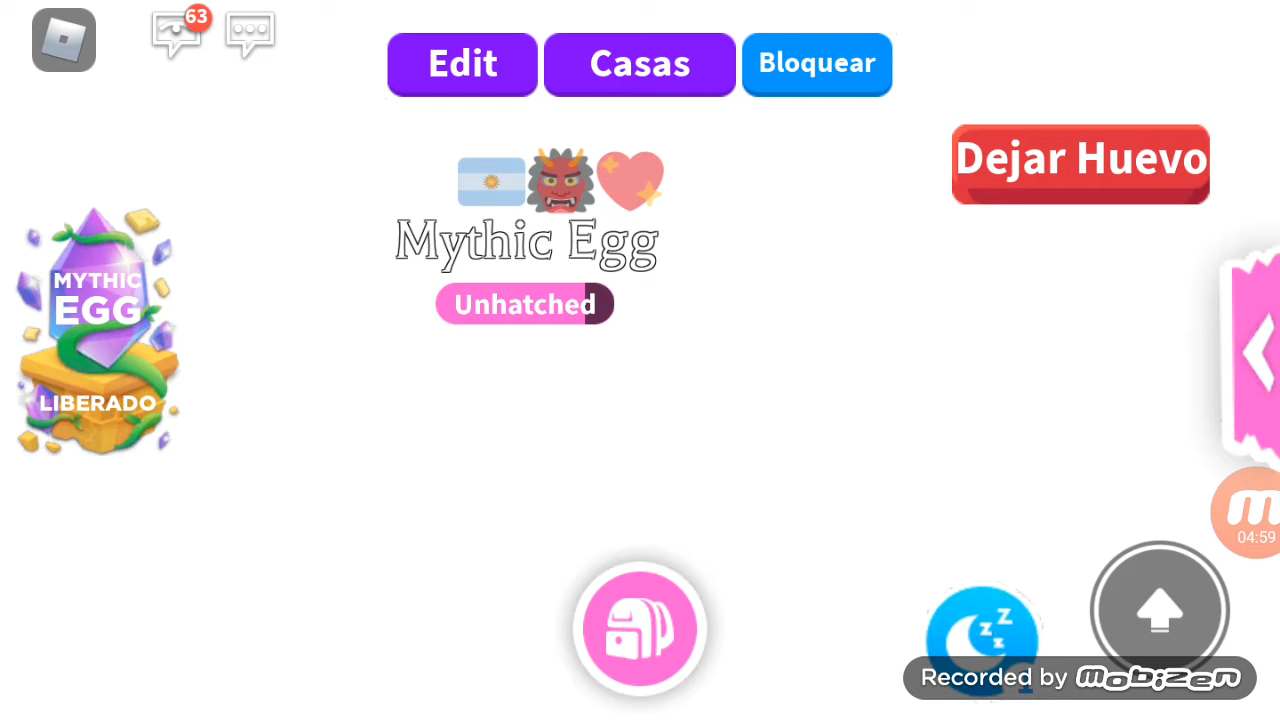 63
Edit
Casas
Bloquear
Dejar Huevo
Mythic Egg
Unhatched
MYTHIC
EGG
LIBERADO
04:59
z z z
Recorded by mobizen